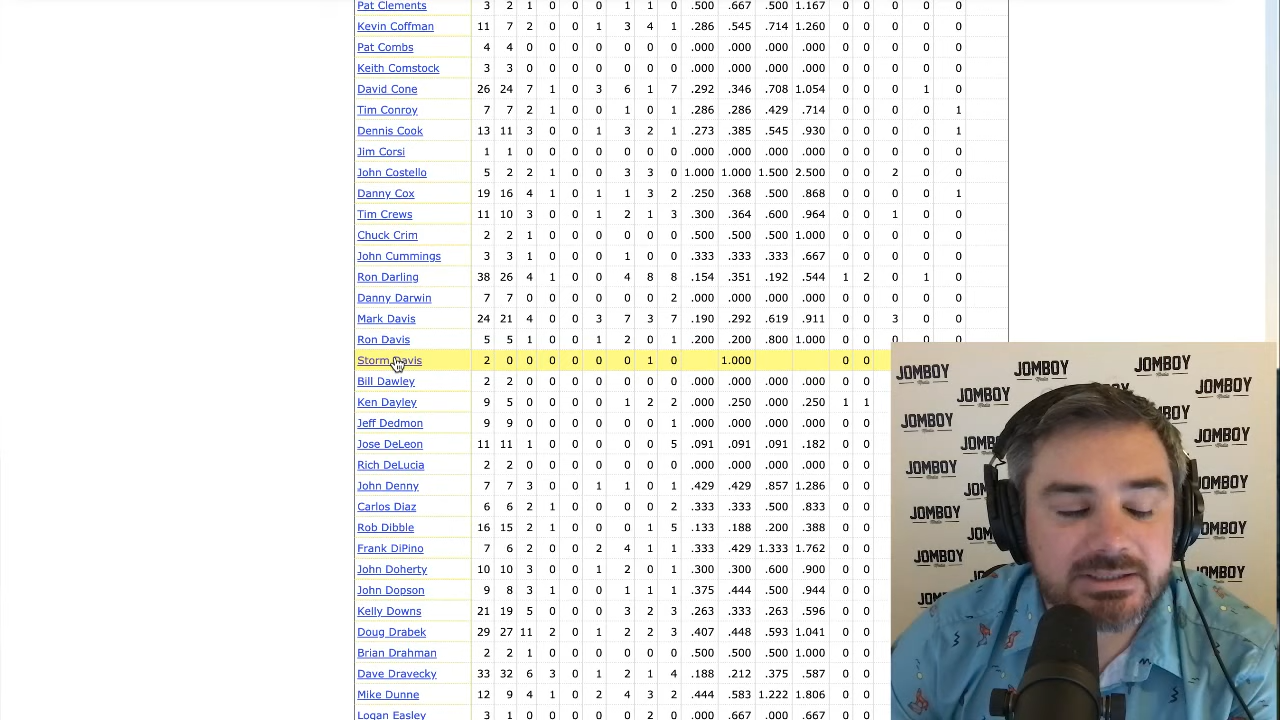 Pat Clements 3 2 1 0 0 0 1 1 0 .500 .667 .500 1.167 0 0 0 0 0
Kevin Coffman 11 7 2 0 0 1 3 4 1 .286 .545 .714 1.260 0 0 0 0 0
Pat Combs 4 4 0 0 0 0 0 0 0 .000 .000 .000 .000 0 0 0 0 0
Keith Comstock 3 3 0 0 0 0 0 0 0 .000 .000 .000 .000 0 0 0 0 0
David Cone 26 24 7 1 0 3 6 1 7 .292 .346 .708 1.054 0 0 0 1 0
Tim Conroy 7 7 2 1 0 0 1 0 1 .286 .286 .429 .714 0 0 0 0 1
Dennis Cook 13 11 3 0 0 1 3 2 1 .273 .385 .545 .930 0 0 0 0 1
Jim Corsi 1 1 0 0 0 0 0 0 0 .000 .000 .000 .000 0 0 0 0 0
John Costello 5 2 2 1 0 0 3 3 0 1.000 1.000 1.500 2.500 0 0 2 0 0
Danny Cox 19 16 4 1 0 1 1 3 2 .250 .368 .500 .868 0 0 0 0 1
Tim Crews 11 10 3 0 0 1 2 1 3 .300 .364 .600 .964 0 0 1 0 0
Chuck Crim 2 2 1 0 0 0 0 0 0 .500 .500 .500 1.000 0 0 0 0 0
John Cummings 3 3 1 0 0 0 1 0 0 .333 .333 .333 .667 0 0 0 0 0
Ron Darling 38 26 4 1 0 0 4 8 8 .154 .351 .192 .544 1 2 0 1 0
Danny Darwin 7 7 0 0 0 0 0 0 2 .000 .000 .000 .000 0 0 0 0 0
Mark Davis 24 21 4 0 0 3 7 3 7 .190 .292 .619 .911 0 0 3 0 0
Ron Davis 5 5 1 0 0 1 2 0 1 .200 .200 .800 1.000 0 0 0 0 0
Storm Davis 2 0 0 0 0 0 0 1 0 1.000 0 0
Bill Dawley 2 2 0 0 0 0 0 0 0 .000 .000 .000 .000 0 0
Ken Dayley 9 5 0 0 0 0 1 2 2 .000 .250 .000 .250 1 1
Jeff Dedmon 9 9 0 0 0 0 0 0 1 .000 .000 .000 .000 0 0
Jose DeLeon 11 11 1 0 0 0 0 0 5 .091 .091 .091 .182 0 0
Rich DeLucia 2 2 0 0 0 0 0 0 0 .000 .000 .000 .000 0 0
John Denny 7 7 3 0 0 1 1 0 1 .429 .429 .857 1.286 0 0
Carlos Diaz 6 6 2 1 0 0 0 0 2 .333 .333 .500 .833 0 0
Rob Dibble 16 15 2 1 0 0 0 1 5 .133 .188 .200 .388 0 0
Frank DiPino 7 6 2 0 0 2 4 1 1 .333 .429 1.333 1.762 0 0
John Doherty 10 10 3 0 0 1 2 0 1 .300 .300 .600 .900 0 0
John Dopson 9 8 3 1 0 0 1 1 1 .375 .444 .500 .944 0 0
Kelly Downs 21 19 5 0 0 0 3 2 3 .263 .333 .263 .596 0 0
Doug Drabek 29 27 11 2 0 1 2 2 3 .407 .448 .593 1.041 0 0
Brian Drahman 2 2 1 0 0 0 0 0 0 .500 .500 .500 1.000 0 0
Dave Dravecky 33 32 6 3 0 1 2 1 4 .188 .212 .375 .587 0 0
Mike Dunne 12 9 4 1 0 2 4 3 2 .444 .583 1.222 1.806 0 0
Logan Easley 3 1 0 0 0 0 0 2 0 .000 .667 .000 .667 0 0
JOMBOY JOMBOY JOMBOY
JOMBOY JOMBOY
JOMBOY JOMBOY
JOMBOY
JOMBOY
JOMBOY
JOMBOY
JOMBOY